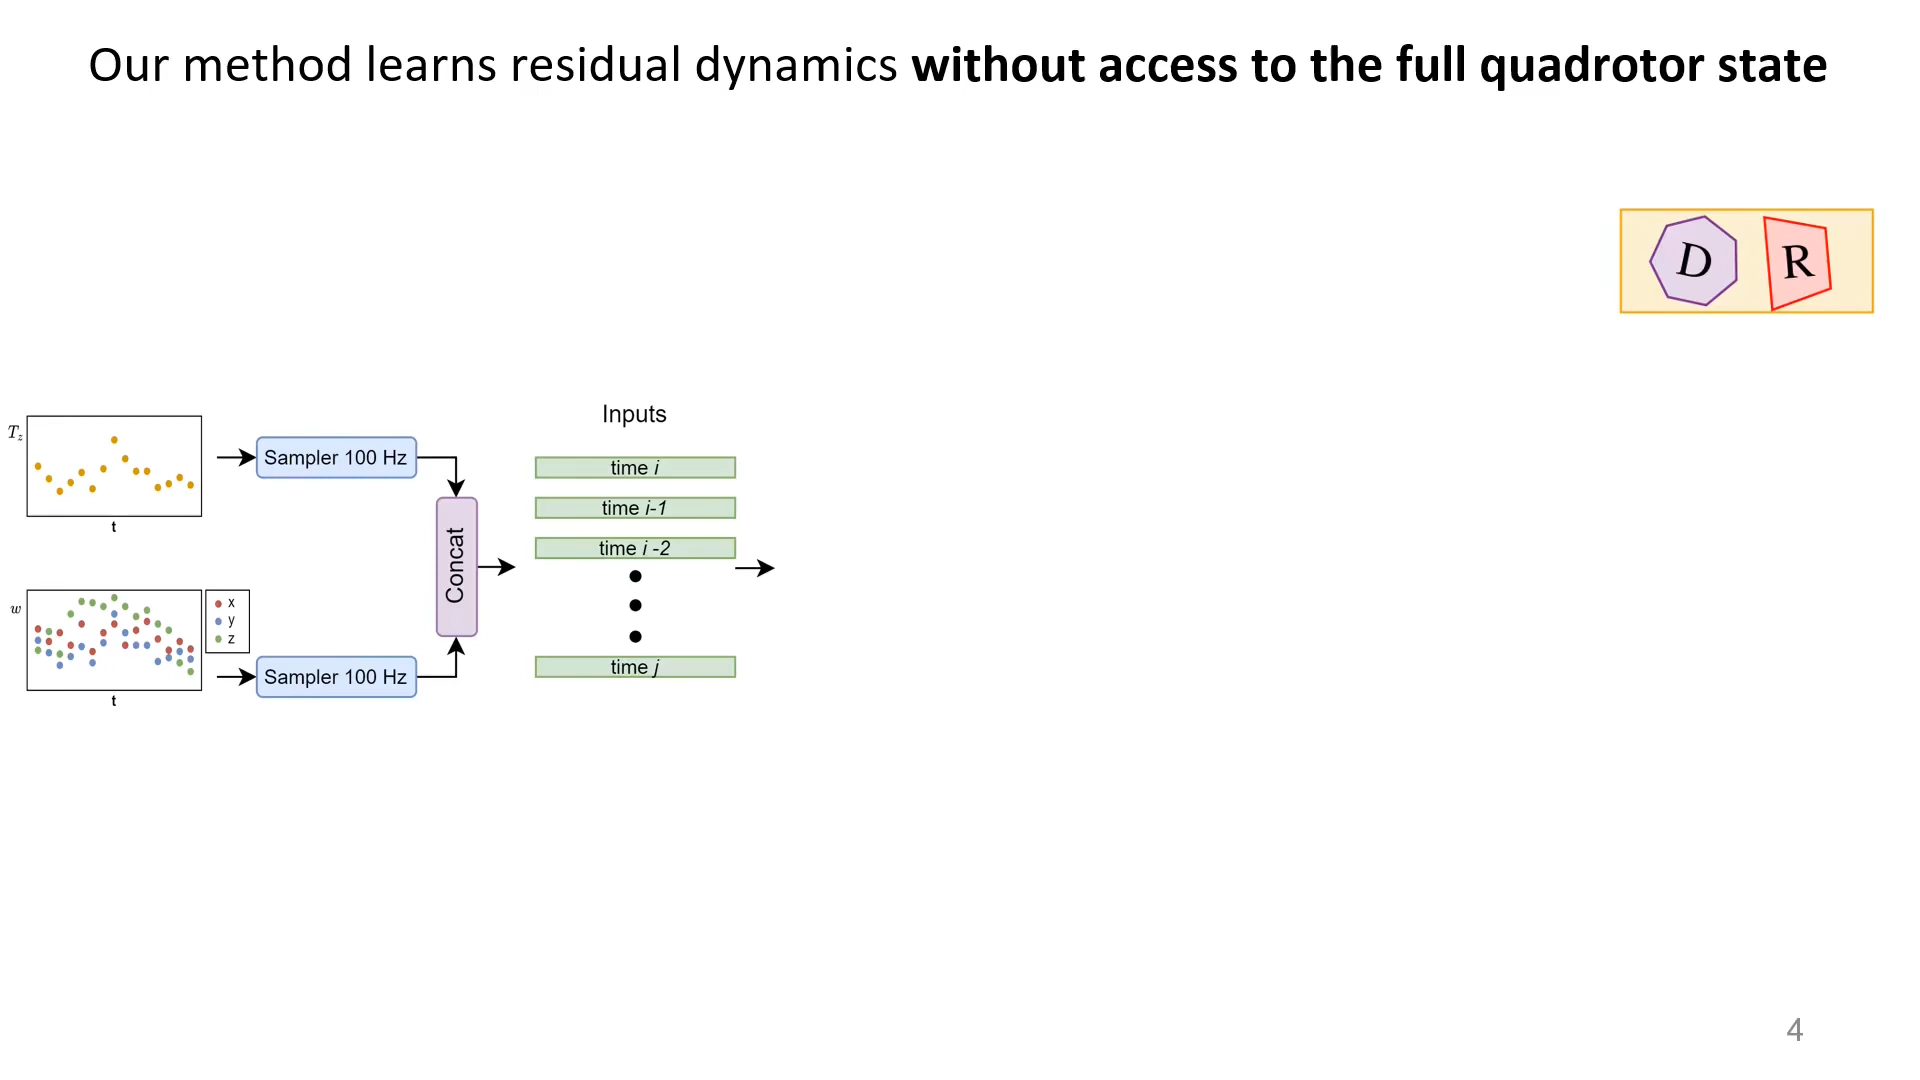 Our method learns residual dynamics without access to the full quadrotor state
D R
Inputs
T_z
Sampler 100 Hz
time i
time i-1
t
Concat
time i -2
w
x
y
z
time j
Sampler 100 Hz
t
4